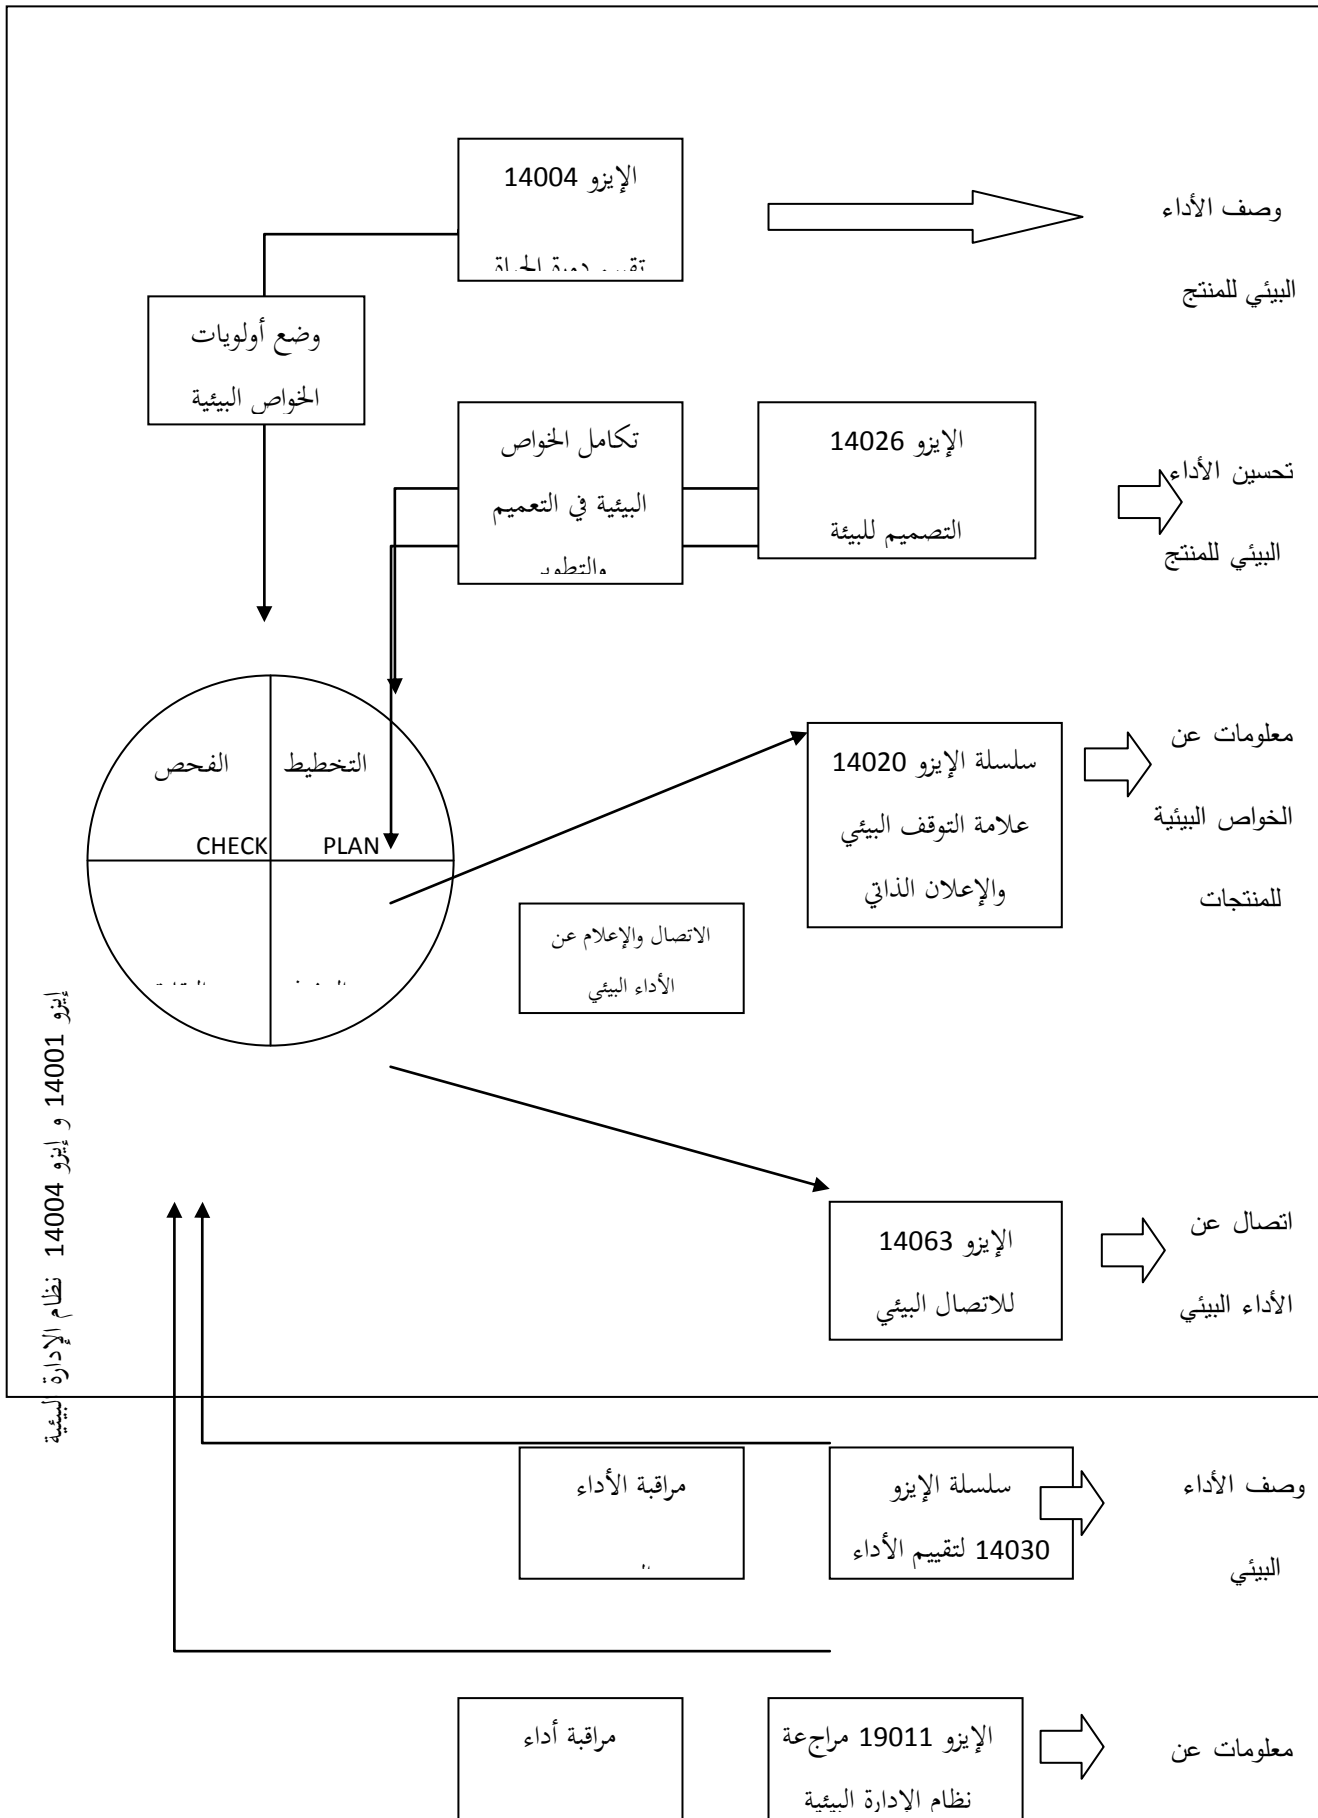 الإيزو 14004
تقييم دورة الحياة
وصف الأداء
البيئي للمنتج
وضع أولويات
الخواص البيئية
الإيزو 14026
التصميم للبيئة
تكامل الخواص
البيئية في التعميم
والتطوير
تحسين الأداء
البيئي للمنتج
التخطيط
PLAN
الفحص
CHECK
سلسلة الإيزو 14020
علامة التوقف البيئي
والإعلان الذاتي
معلومات عن
الخواص البيئية
للمنتجات
الاتصال والإعلام عن
الأداء البيئي
إيزو 14001 و إيزو 14004 نظام الإدارة البيئية
الإيزو 14063
للاتصال البيئي
اتصال عن
الأداء البيئي
سلسلة الإيزو
14030 لتقييم الأداء
مراقبة الأداء
وصف الأداء
البيئي
الإيزو 19011 مراجعة
نظام الإدارة البيئية
مراقبة أداء
معلومات عن